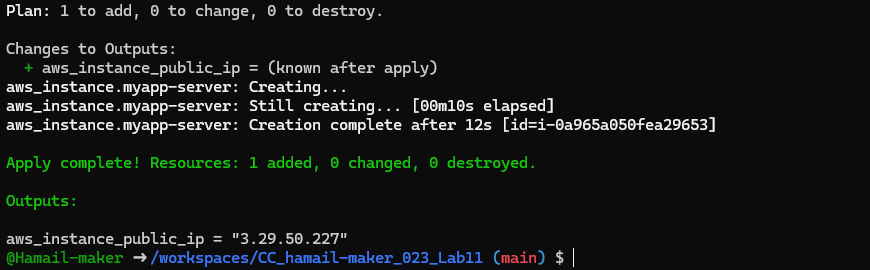 Plan: 1 to add, 0 to change, 0 to destroy.
Changes to Outputs:
+ aws_instance_public_ip = (known after apply)
aws_instance.myapp-server: Creating...
aws_instance.myapp-server: Still creating... [00m10s elapsed]
aws_instance.myapp-server: Creation complete after 12s [id=i-0a965a050fea29653]
Apply complete! Resources: 1 added, 0 changed, 0 destroyed.
Outputs:
aws_instance_public_ip = "3.29.50.227"
@Hamail-maker ➜ /workspaces/CC_hamail-maker_023_Lab11 (main) $